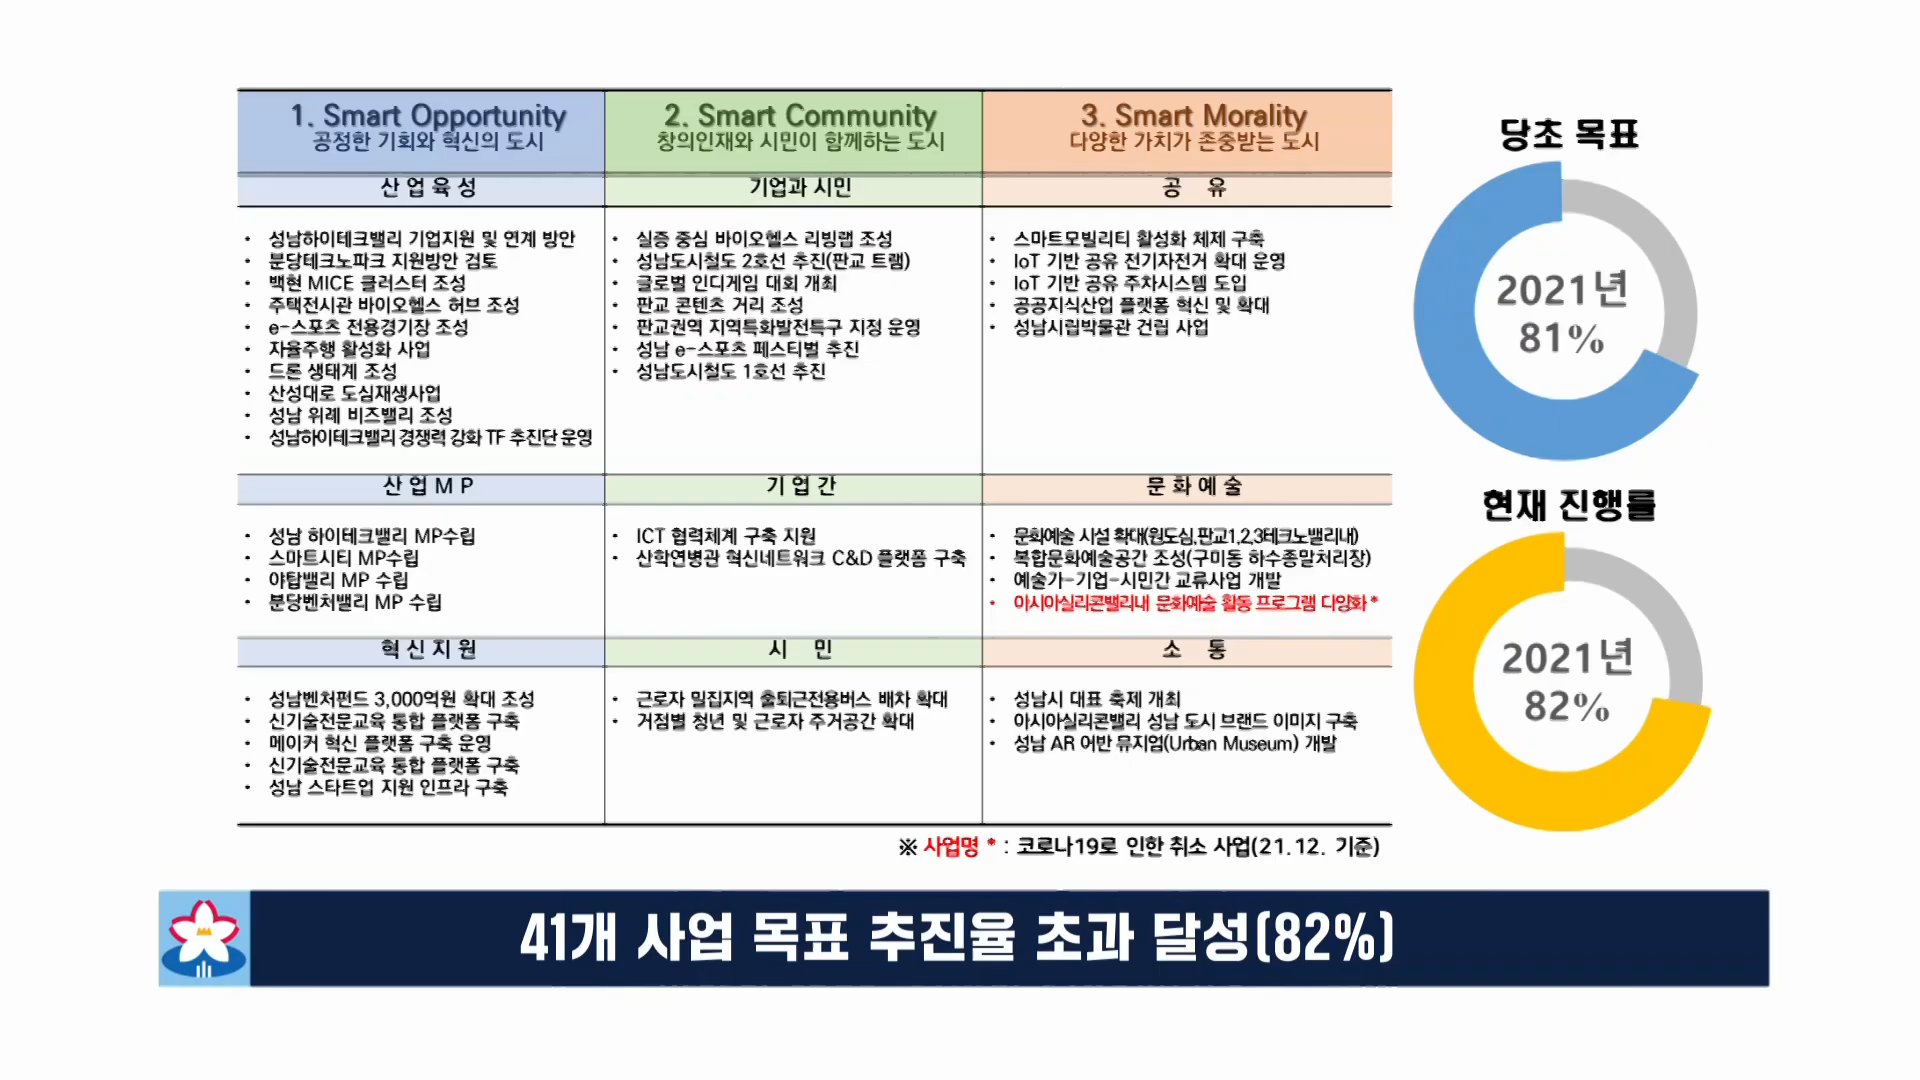 1. Smart Opportunity
공정한 기회와 혁신의 도시
산 업 육 성
• 성남하이테크밸리 기업지원 및 연계 방안
• 분당테크노파크 지원방안 검토
• 백현 MICE 클러스터 조성
• 주택전시관 바이오헬스 허브 조성
• e-스포츠 전용경기장 조성
• 자율주행 활성화 사업
• 드론 생태계 조성
• 산성대로 도심재생사업
• 성남 위례 비즈밸리 조성
• 성남하이테크밸리 경쟁력 강화 TF 추진단 운영
산 업 M P
• 성남 하이테크밸리 MP수립
• 스마트시티 MP수립
• 야탑밸리 MP 수립
• 분당벤처밸리 MP 수립
혁 신 지 원
• 성남벤처펀드 3,000억원 확대 조성
• 신기술전문교육 통합 플랫폼 구축
• 메이커 혁신 플랫폼 구축 운영
• 신기술전문교육 통합 플랫폼 구축
• 성남 스타트업 지원 인프라 구축
2. Smart Community
창의인재와 시민이 함께하는 도시
기업과 시민
• 실증 중심 바이오헬스 리빙랩 조성
• 성남도시철도 2호선 추진(판교 트램)
• 글로벌 인디게임 대회 개최
• 판교 콘텐츠 거리 조성
• 판교권역 지역특화발전특구 지정 운영
• 성남 e-스포츠 페스티벌 추진
• 성남도시철도 1호선 추진
기 업 간
• ICT 협력체계 구축 지원
• 산학연병관 혁신네트워크 C&D 플랫폼 구축
시 민
• 근로자 밀집지역 출퇴근전용버스 배차 확대
• 거점별 청년 및 근로자 주거공간 확대
3. Smart Morality
다양한 가치가 존중받는 도시
공 유
• 스마트모빌리티 활성화 체제 구축
• IoT 기반 공유 전기자전거 확대 운영
• IoT 기반 공유 주차시스템 도입
• 공공지식산업 플랫폼 혁신 및 확대
• 성남시립박물관 건립 사업
문 화 예 술
• 문화예술 시설 확대(원도심,판교1,2,3테크노밸리내)
• 복합문화예술공간 조성(구미동 하수종말처리장)
• 예술가-기업-시민간 교류사업 개발
• 아시아실리콘밸리내 문화예술 활동 프로그램 다양화 *
소 통
• 성남시 대표 축제 개최
• 아시아실리콘밸리 성남 도시 브랜드 이미지 구축
• 성남 AR 어반 뮤지엄(Urban Museum) 개발
※ 사업명 * : 코로나19로 인한 취소 사업(21.12. 기준)
당초 목표
2021년
81%
현재 진행률
2021년
82%
41개 사업 목표 추진율 초과 달성(82%)